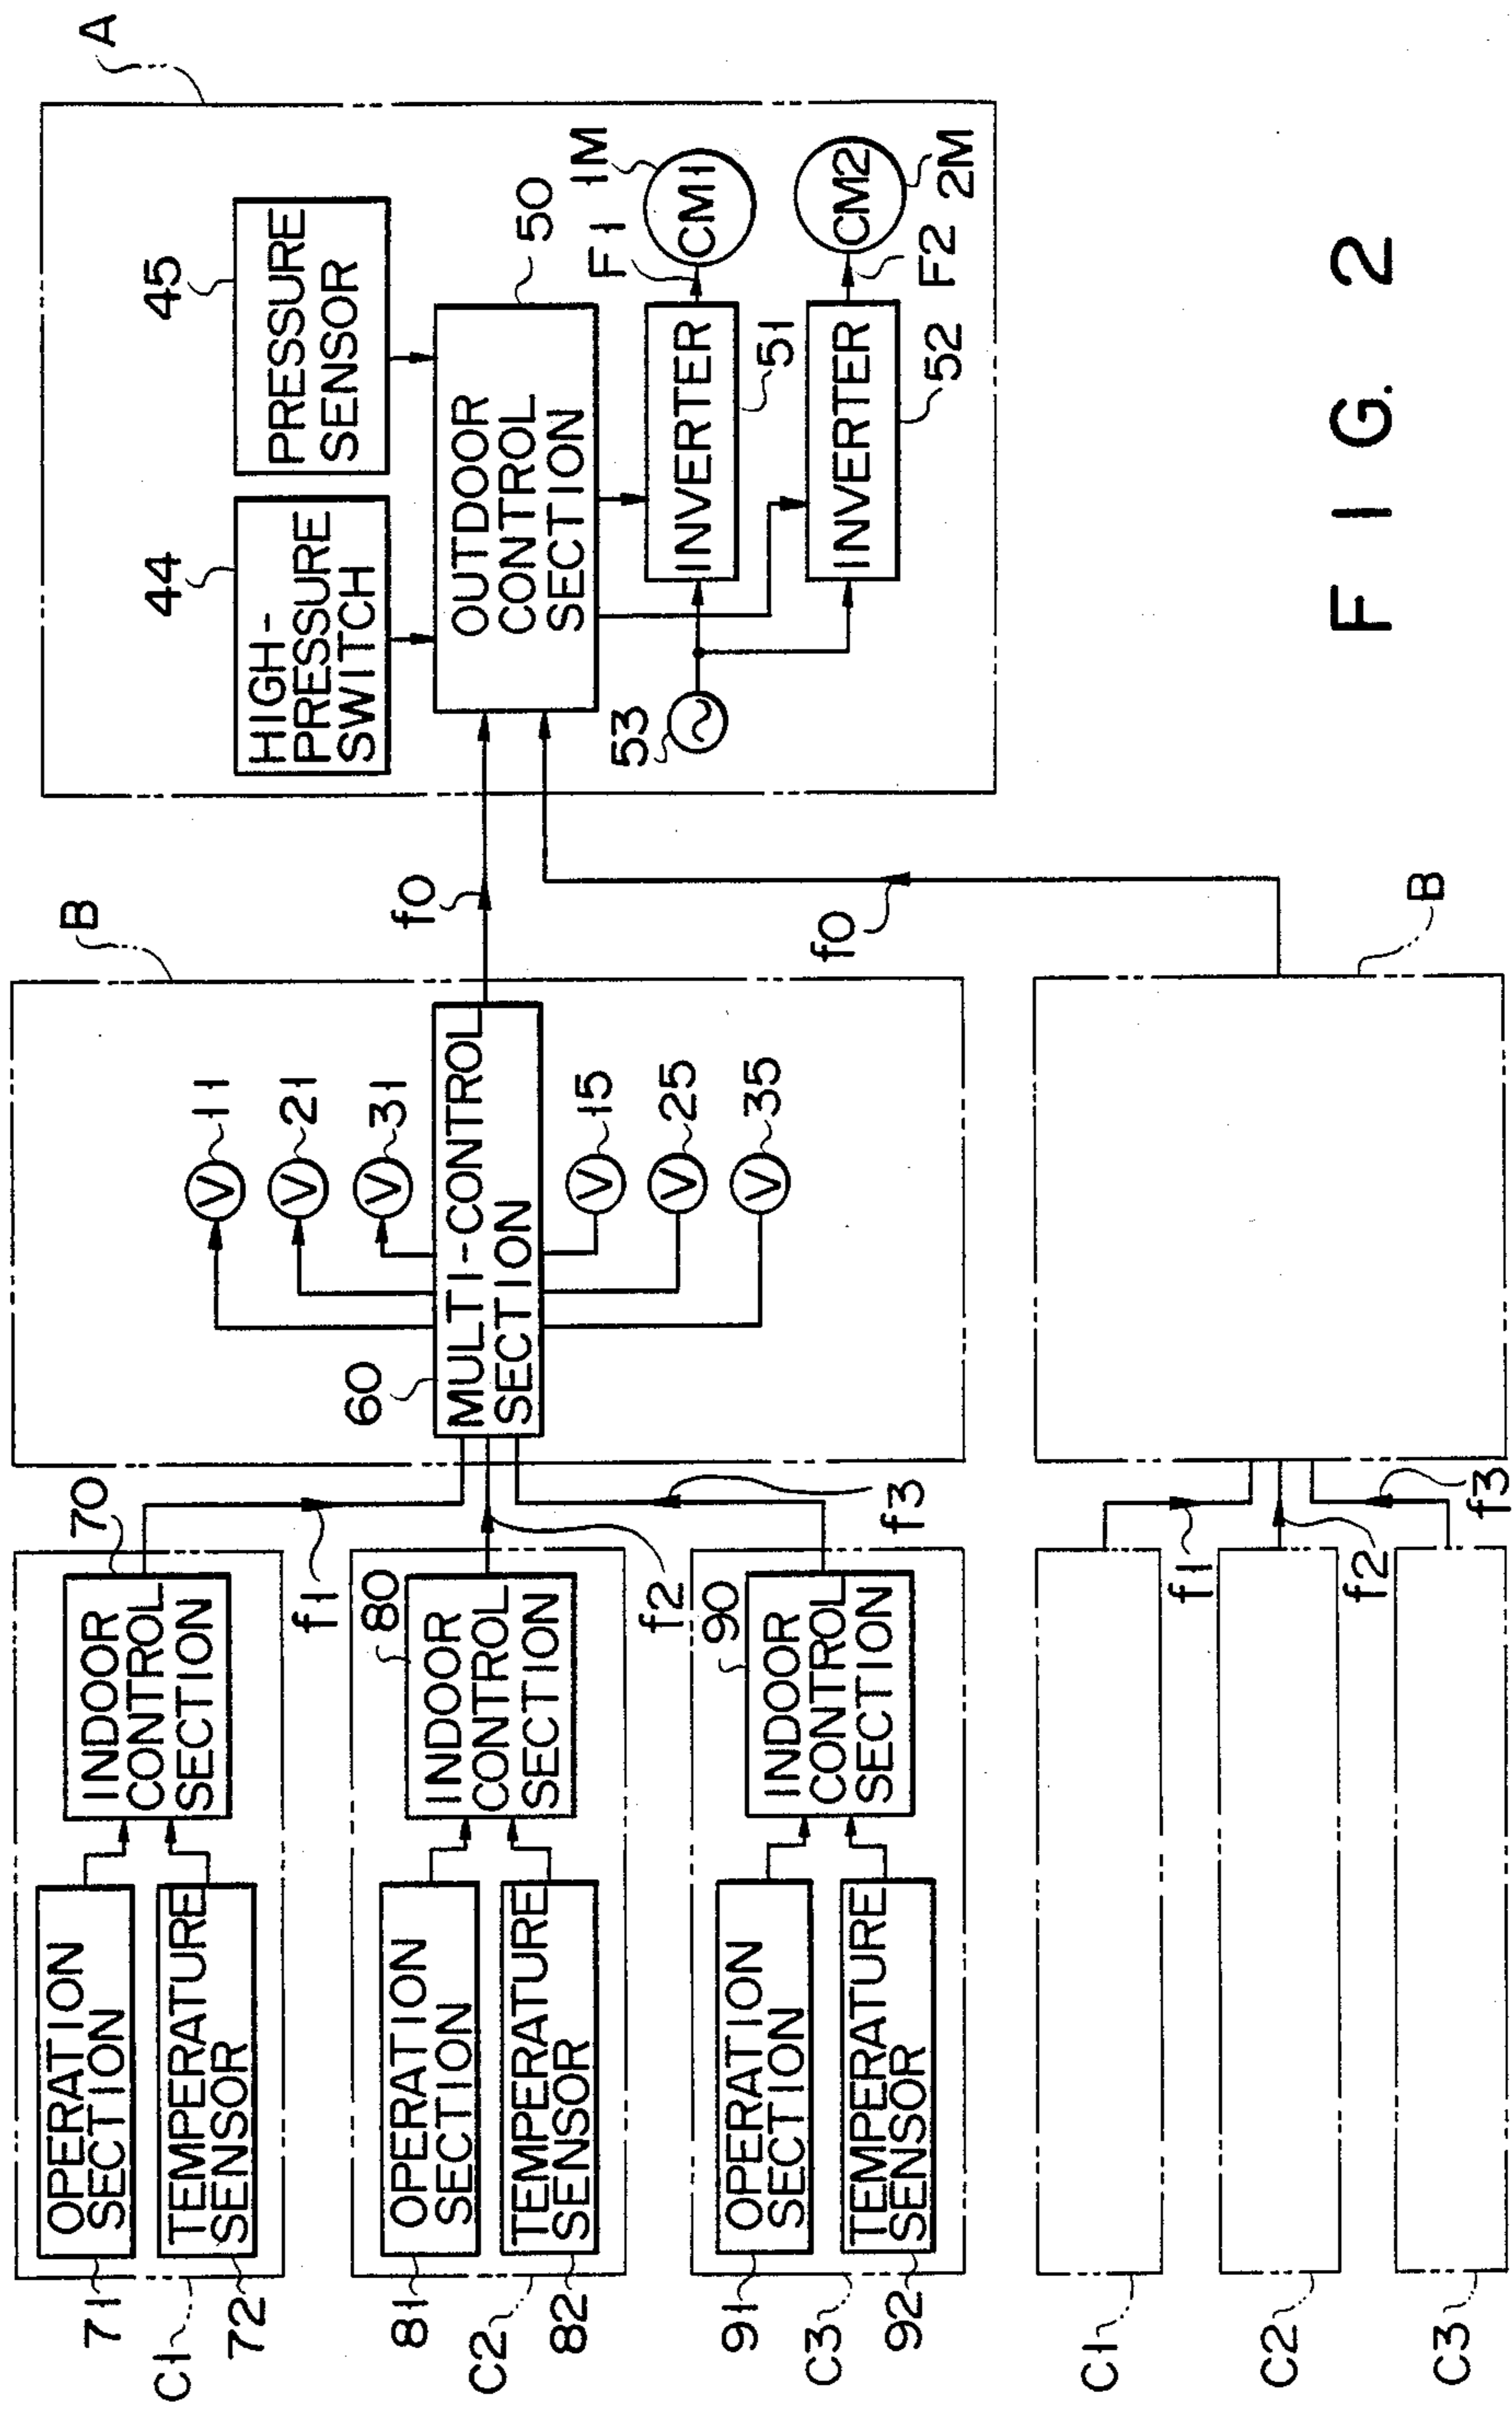 A
45
PRESSURE
SENSOR
44
HIGH-
PRESSURE
SWITCH
50
OUTDOOR
CONTROL
SECTION
F1
1M
CM1
INVERTER
51
53
CM2
2M
F2
INVERTER
52
B
f0
f0
11
V
21
V
31
V
60
MULTI-CONTROL
SECTION
V
15
V
25
V
35
B
70
INDOOR
CONTROL
SECTION
f1
OPERATION
SECTION
71
TEMPERATURE
SENSOR
72
C1
80
INDOOR
CONTROL
SECTION
f2
OPERATION
SECTION
81
TEMPERATURE
SENSOR
82
C2
90
INDOOR
CONTROL
SECTION
f3
OPERATION
SECTION
91
TEMPERATURE
SENSOR
92
C3
f1
C1
f2
C2
f3
C3
FIG. 2